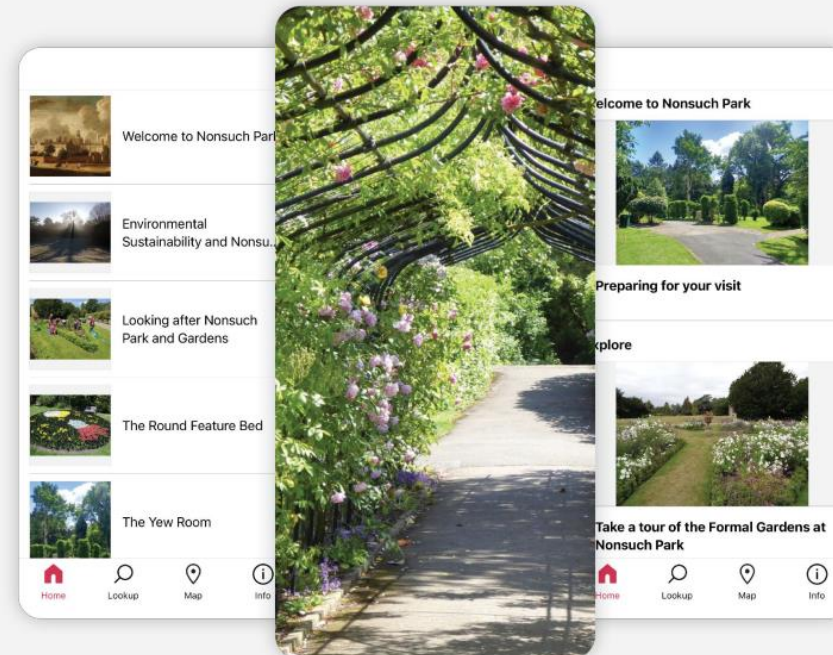 Welcome to Nonsuch Park
Environmental
Sustainability and Nonsu...
Looking after Nonsuch
Park and Gardens
The Round Feature Bed
The Yew Room
Home
Lookup
Map
Info
elcome to Nonsuch Park
Preparing for your visit
xplore
Take a tour of the Formal Gardens at
Nonsuch Park
Home
Lookup
Map
Info